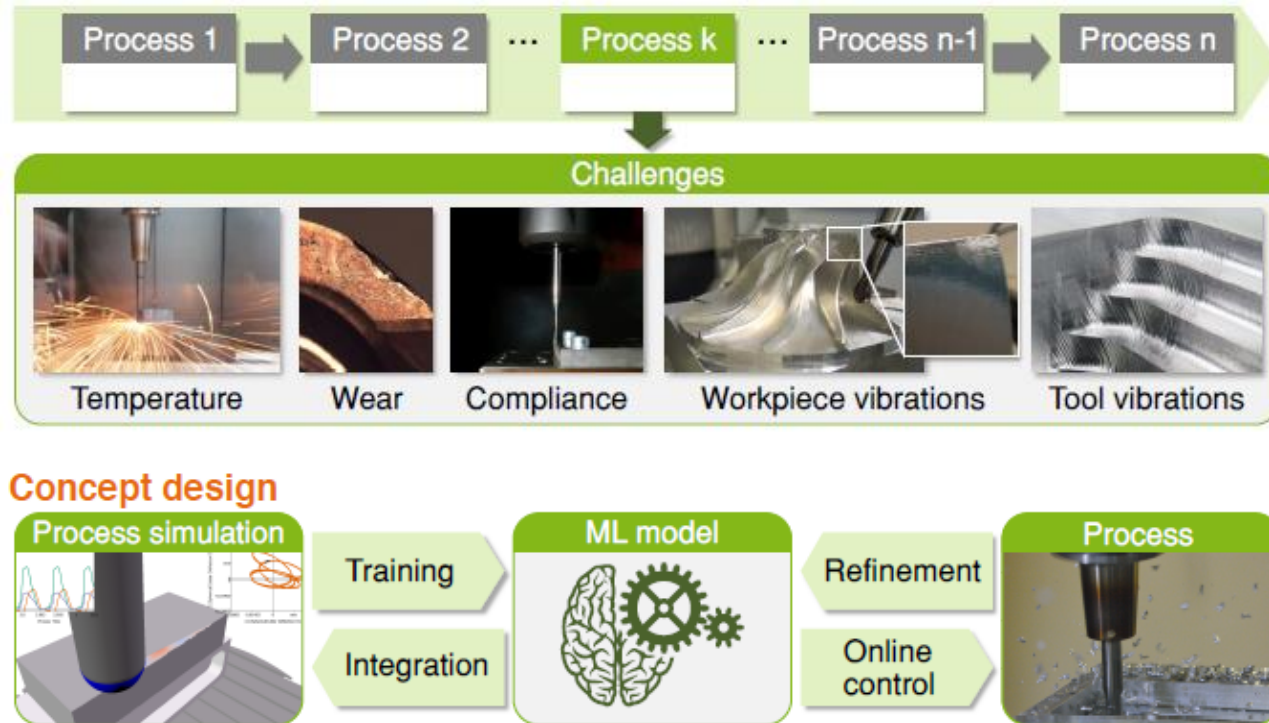 Process 1
Process 2
...
Process k
...
Process n-1
Process n
Challenges
Temperature
Wear
Compliance
Workpiece vibrations
Tool vibrations
Concept design
Process simulation
ML model
Process
Training
Refinement
Integration
Online
control